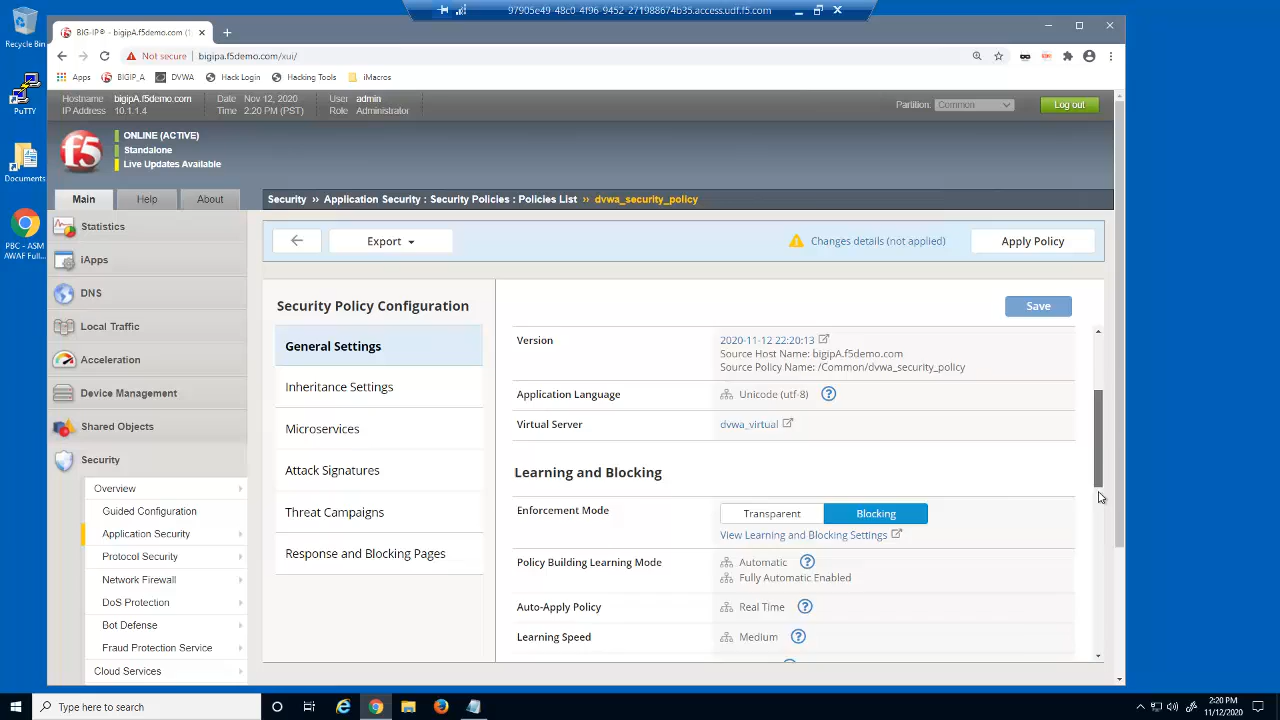 97905e49-48c0-4f96-9452-271988674b35.access.udf.f5.com
Recycle Bin
PuTTY
Documents
PBC - ASM
AWAF Full...
BIG-IP® - bigipa.f5demo.com (1
Not secure | bigipa.f5demo.com/xui/
Apps BIGIP_A DVWA Hack Login Hacking Tools iMacros
Hostname bigipA.f5demo.com Date Nov 12, 2020 User admin
IP Address 10.1.1.4 Time 2:20 PM (PST) Role Administrator
Partition: Common Log out
f5
ONLINE (ACTIVE)
Standalone
Live Updates Available
Main Help About
Security ›› Application Security : Security Policies : Policies List ›› dvwa_security_policy
Statistics
iApps
DNS
Local Traffic
Acceleration
Device Management
Shared Objects
Security
Overview
Guided Configuration
Application Security
Protocol Security
Network Firewall
DoS Protection
Bot Defense
Fraud Protection Service
Cloud Services
Export
Changes details (not applied)
Apply Policy
Security Policy Configuration
General Settings
Inheritance Settings
Microservices
Attack Signatures
Threat Campaigns
Response and Blocking Pages
Save
Version 2020-11-12 22:20:13
Source Host Name: bigipA.f5demo.com
Source Policy Name: /Common/dvwa_security_policy
Application Language Unicode (utf-8) ?
Virtual Server dvwa_virtual
Learning and Blocking
Enforcement Mode Transparent Blocking
View Learning and Blocking Settings
Policy Building Learning Mode Automatic ?
Fully Automatic Enabled
Auto-Apply Policy Real Time ?
Learning Speed Medium ?
Type here to search
2:20 PM
11/12/2020